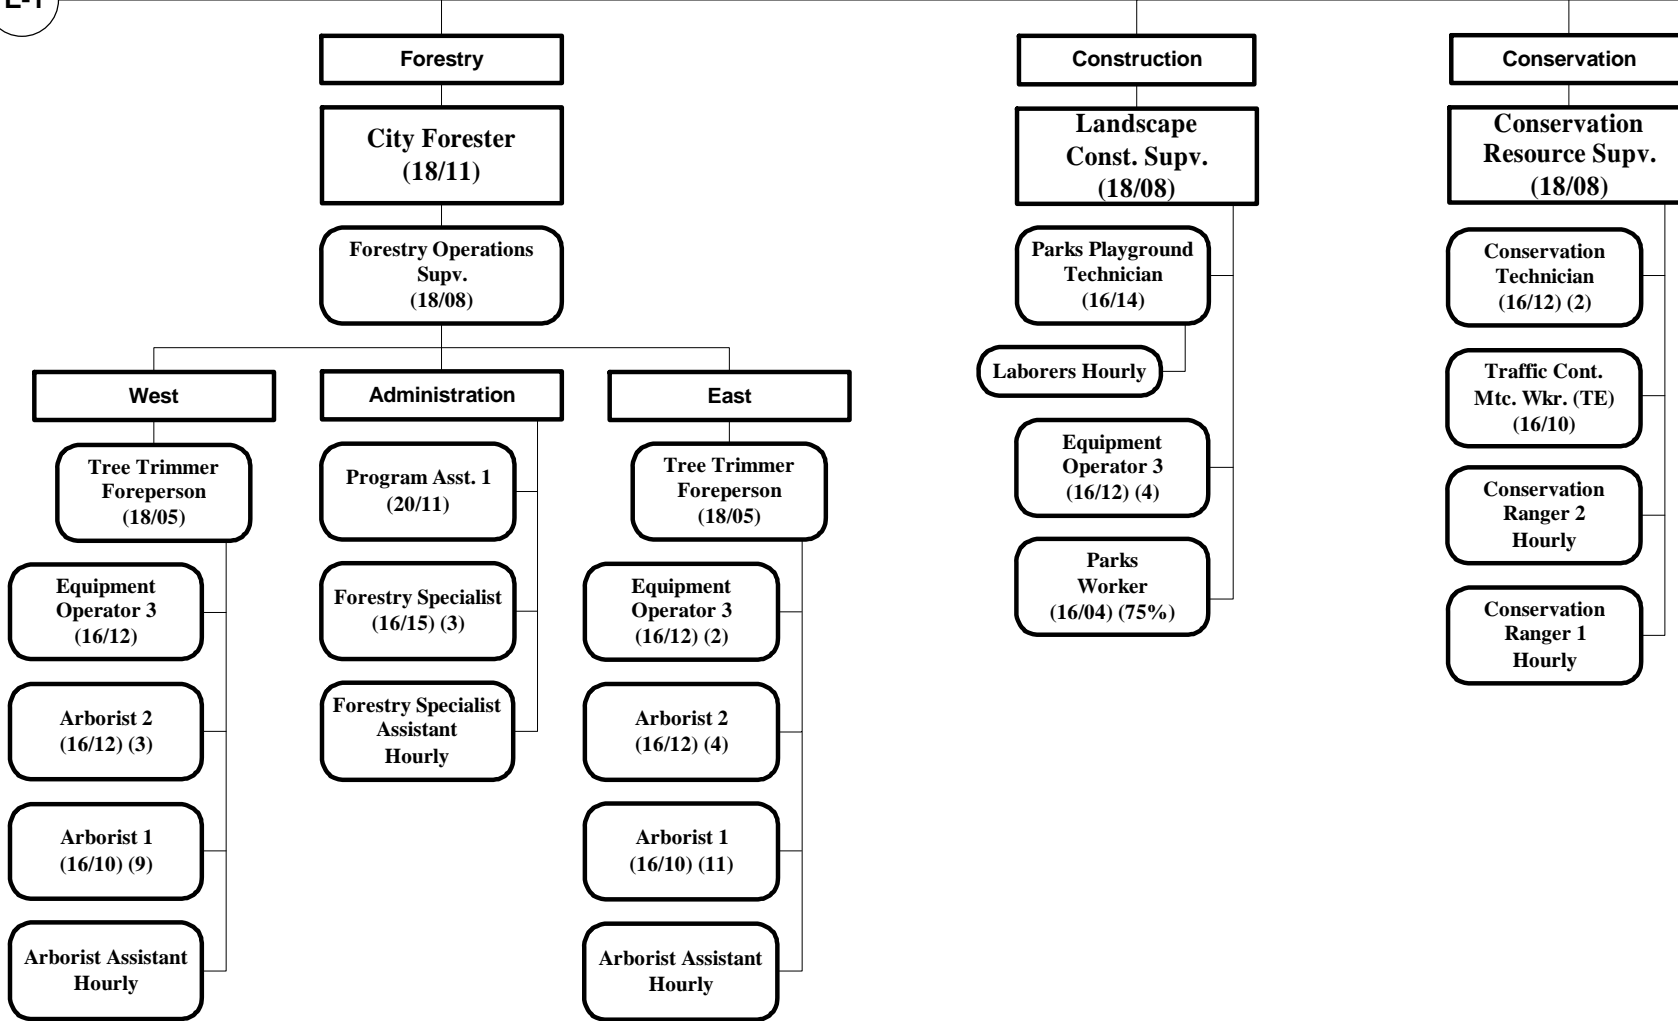 E-1
Forestry
City Forester
(18/11)
Forestry Operations
Supv.
(18/08)
West
Tree Trimmer
Foreperson
(18/05)
Equipment
Operator 3
(16/12)
Arborist 2
(16/12) (3)
Arborist 1
(16/10) (9)
Arborist Assistant
Hourly
Administration
Program Asst. 1
(20/11)
Forestry Specialist
(16/15) (3)
Forestry Specialist
Assistant
Hourly
East
Tree Trimmer
Foreperson
(18/05)
Equipment
Operator 3
(16/12) (2)
Arborist 2
(16/12) (4)
Arborist 1
(16/10) (11)
Arborist Assistant
Hourly
Construction
Landscape
Const. Supv.
(18/08)
Parks Playground
Technician
(16/14)
Laborers Hourly
Equipment
Operator 3
(16/12) (4)
Parks
Worker
(16/04) (75%)
Conservation
Conservation
Resource Supv.
(18/08)
Conservation
Technician
(16/12) (2)
Traffic Cont.
Mtc. Wkr. (TE)
(16/10)
Conservation
Ranger 2
Hourly
Conservation
Ranger 1
Hourly